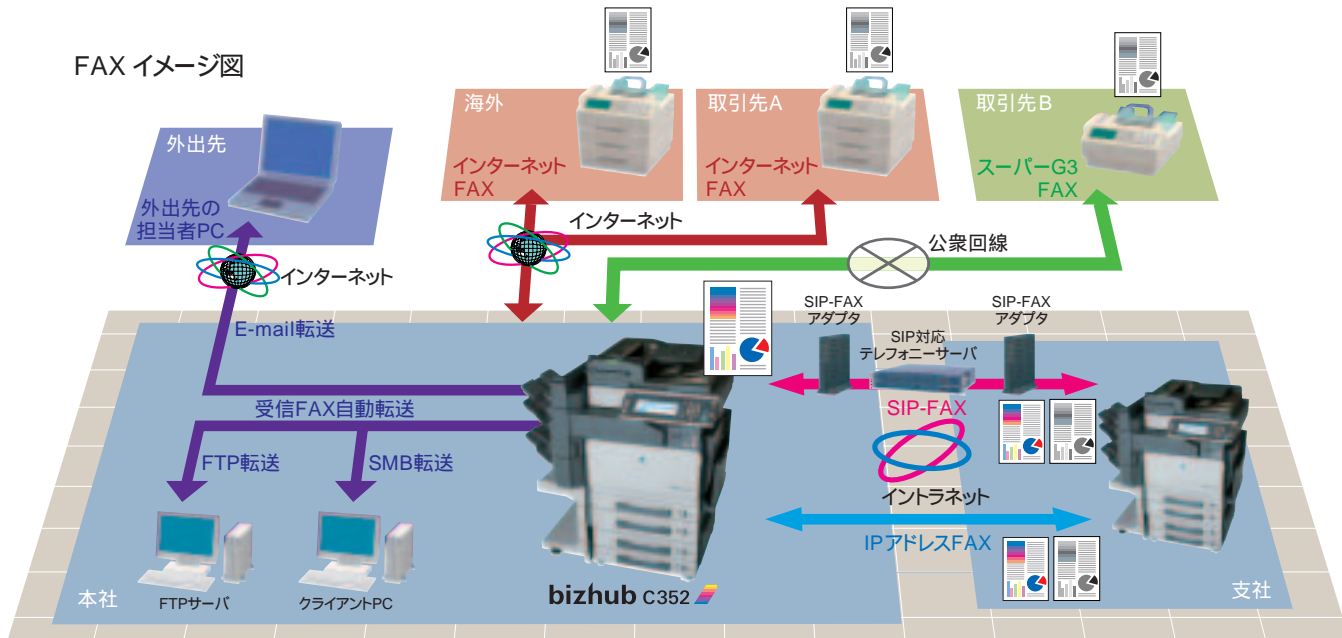 FAX イメージ図
海外
取引先A
取引先B
外出先
インターネット
FAX
インターネット
FAX
スーパーG3
FAX
外出先の
担当者PC
インターネット
公衆回線
インターネット
SIP-FAX
アダプタ
SIP-FAX
アダプタ
E-mail転送
SIP対応
テレフォニーサーバ
受信FAX自動転送
SIP-FAX
FTP転送
SMB転送
イントラネット
IPアドレスFAX
本社
FTPサーバ
クライアントPC
bizhub C352
支社